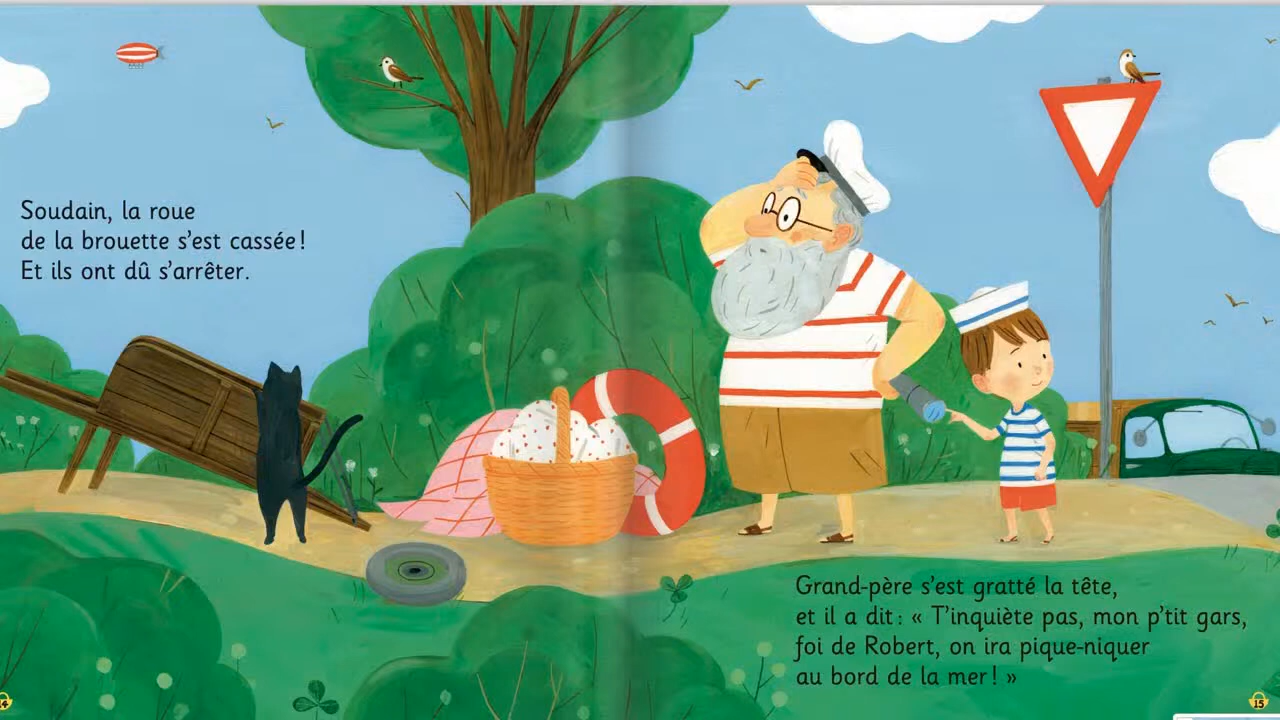 Soudain, la roue
de la brouette s'est cassée !
Et ils ont dû s'arrêter.
Grand-père s'est gratté la tête,
et il a dit : « T'inquiète pas, mon p'tit gars,
foi de Robert, on ira pique-niquer
au bord de la mer ! »
14
15